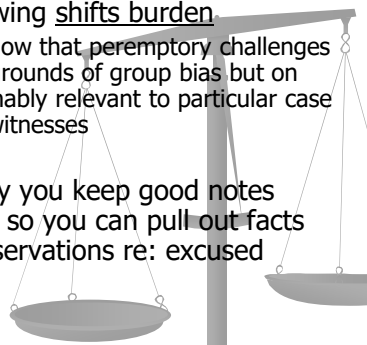 wing shifts burden
ow that peremptory challenges
rounds of group bias but on
nably relevant to particular case
witnesses
y you keep good notes
so you can pull out facts
servations re: excused